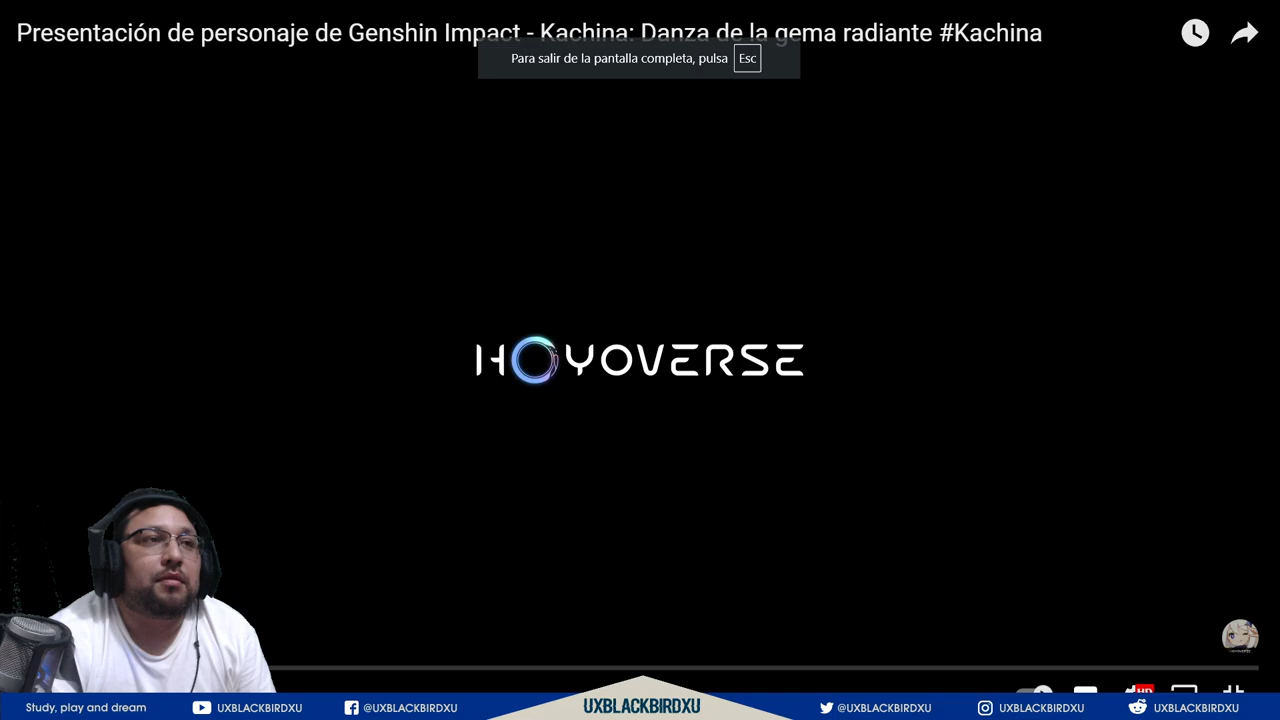 Presentación de personaje de Genshin Impact - Kachina: Danza de la gema radiante #Kachina
Para salir de la pantalla completa, pulsa Esc
HOYOVERSE
HD
Study, play and dream
UXBLACKBIRDXU
@UXBLACKBIRDXU
UXBLACKBIRDXU
@UXBLACKBIRDXU
UXBLACKBIRDXU
UXBLACKBIRDXU